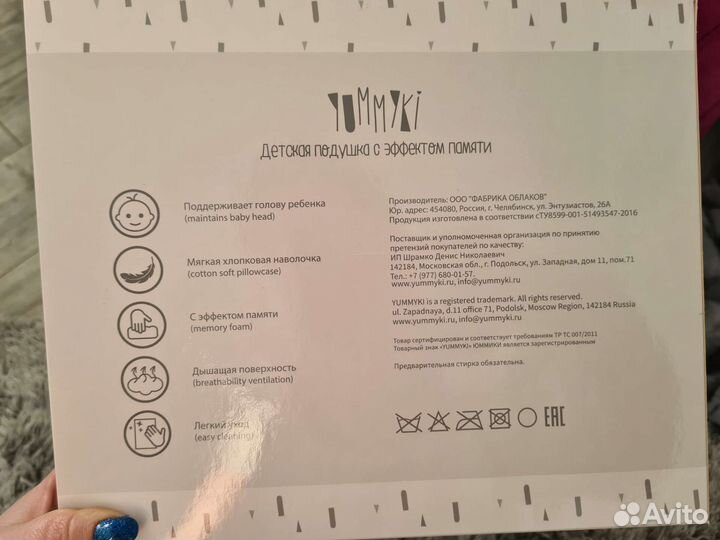 YUMMYKI
Детская подушка с эффектом памяти
Поддерживает голову ребенка
(maintains baby head)
Мягкая хлопковая наволочка
(cotton soft pillowcase)
С эффектом памяти
(memory foam)
Дышащая поверхность
(breathability ventilation)
Легкий уход
(easy cleaning)
Производитель: ООО "ФАБРИКА ОБЛАКОВ"
Юр. адрес: 454080, Россия, г. Челябинск, ул. Энтузиастов, 26А
Продукция изготовлена в соответствии сТУ8599-001-51493547-2016
Поставщик и уполномоченная организация по принятию
претензий покупателей по качеству:
ИП Шрамко Денис Николаевич
142184, Московская обл., г. Подольск, ул. Западная, дом 11, пом.71
Тел.: +7 (977) 680-01-57.
www.yummyki.ru, info@yummyki.ru
YUMMYKI is a registered trademark. All rights reserved.
ul. Zapadnaya, d.11 office 71, Podolsk, Moscow Region, 142184 Russia
www.yummyki.ru, info@yummyki.ru
Товар сертифицирован и соответствует требованиям ТР ТС 007/2011
Товарный знак «YUMMYKI» ЮММИКИ является зарегистрированным
Предварительная стирка обязательна.
EAC
Avito